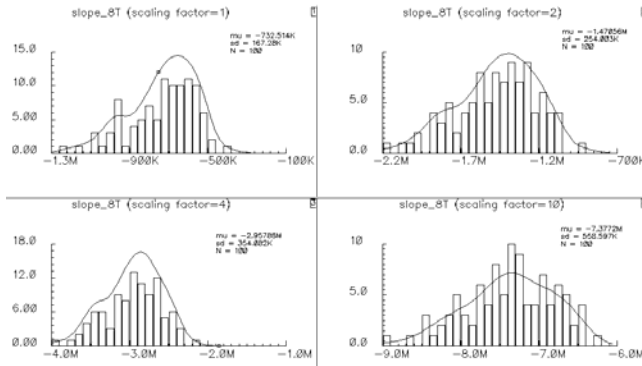 slope_8T (scaling factor=1)
1
mu = -732.514K
sd = 167.28K
N = 100
15.0
10.0
5.00
0.00
-1.3M -900K -500K -100K
slope_8T (scaling factor=2)
mu = -1.47056M
sd = 254.003K
N = 100
10
5.0
0.0
-2.2M -1.7M -1.2M -700K
slope_8T (scaling factor=4)
3
mu = -2.95786M
sd = 354.082K
N = 100
18.0
12.0
6.00
0.00
-4.0M -3.0M -2.0M -1.0M
slope_8T (scaling factor=10)
mu = -7.3772M
sd = 558.597K
N = 100
10
5.0
0.0
-9.0M -8.0M -7.0M -6.0M